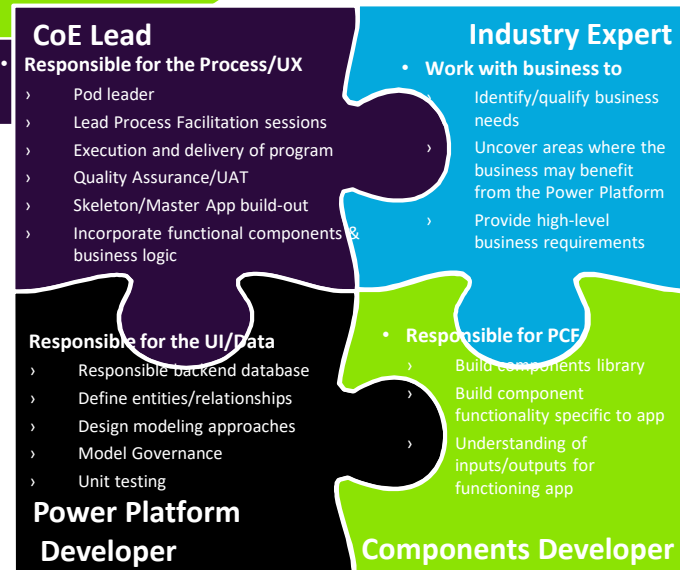 CoE Lead
• Responsible for the Process/UX
› Pod leader
› Lead Process Facilitation sessions
› Execution and delivery of program
› Quality Assurance/UAT
› Skeleton/Master App build-out
› Incorporate functional components &
business logic
Industry Expert
• Work with business to
› Identify/qualify business
needs
› Uncover areas where the
business may benefit
from the Power Platform
› Provide high-level
business requirements
Responsible for the UI/Data
› Responsible backend database
› Define entities/relationships
› Design modeling approaches
› Model Governance
› Unit testing
Power Platform
Developer
• Responsible for PCF
› Build components library
› Build component
functionality specific to app
› Understanding of
inputs/outputs for
functioning app
Components Developer